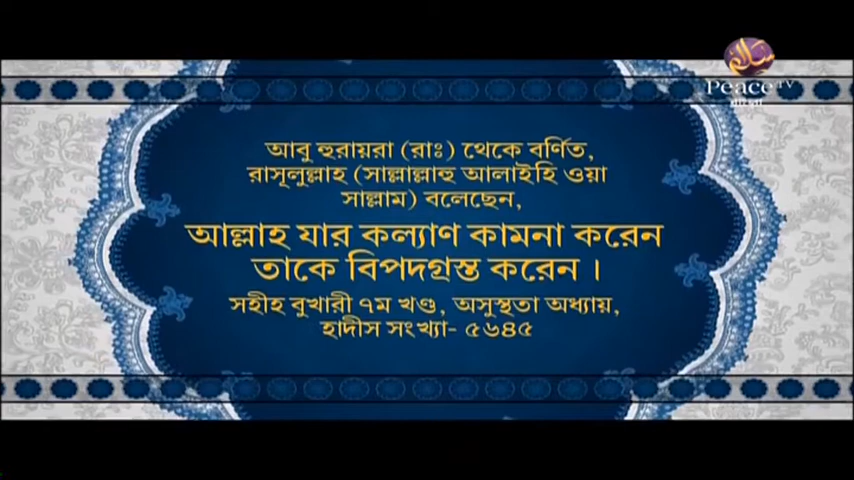 سلام
Peace TV
বাংলা
আবু হুরায়রা (রাঃ) থেকে বর্ণিত,
রাসূলুল্লাহ (সাল্লাল্লাহু আলাইহি ওয়া
সাল্লাম) বলেছেন,
আল্লাহ যার কল্যাণ কামনা করেন
তাকে বিপদগ্রস্ত করেন ।
সহীহ বুখারী ৭ম খণ্ড, অসুস্থতা অধ্যায়,
হাদীস সংখ্যা- ৫৬৪৫